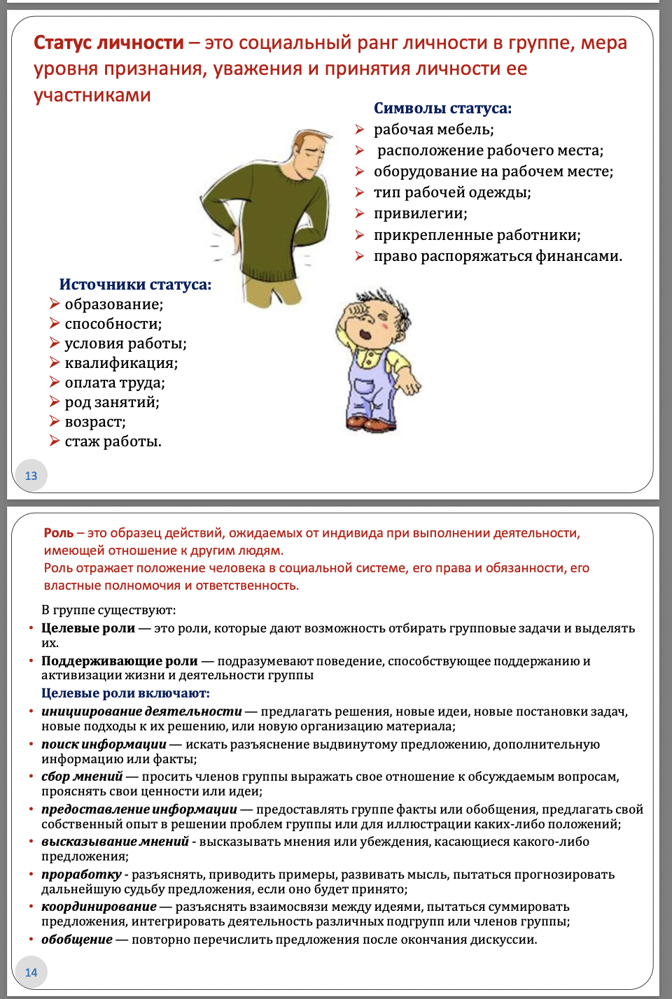 Статус личности – это социальный ранг личности в группе, мера
уровня признания, уважения и принятия личности ее
участниками
Символы статуса:
рабочая мебель;
расположение рабочего места;
оборудование на рабочем месте;
тип рабочей одежды;
привилегии;
прикрепленные работники;
право распоряжаться финансами.
Источники статуса:
образование;
способности;
условия работы;
квалификация;
оплата труда;
род занятий;
возраст;
стаж работы.
13
Роль – это образец действий, ожидаемых от индивида при выполнении деятельности,
имеющей отношение к другим людям.
Роль отражает положение человека в социальной системе, его права и обязанности, его
властные полномочия и ответственность.
В группе существуют:
• Целевые роли — это роли, которые дают возможность отбирать групповые задачи и выделять
их.
• Поддерживающие роли — подразумевают поведение, способствующее поддержанию и
активизации жизни и деятельности группы
Целевые роли включают:
• инициирование деятельности — предлагать решения, новые идеи, новые постановки задач,
новые подходы к их решению, или новую организацию материала;
• поиск информации — искать разъяснение выдвинутому предложению, дополнительную
информацию или факты;
• сбор мнений — просить членов группы выражать свое отношение к обсуждаемым вопросам,
прояснять свои ценности или идеи;
• предоставление информации — предоставлять группе факты или обобщения, предлагать свой
собственный опыт в решении проблем группы или для иллюстрации каких-либо положений;
• высказывание мнений - высказывать мнения или убеждения, касающиеся какого-либо
предложения;
• проработку - разъяснять, приводить примеры, развивать мысль, пытаться прогнозировать
дальнейшую судьбу предложения, если оно будет принято;
• координирование — разъяснять взаимосвязи между идеями, пытаться суммировать
предложения, интегрировать деятельность различных подгрупп или членов группы;
• обобщение — повторно перечислить предложения после окончания дискуссии.
14